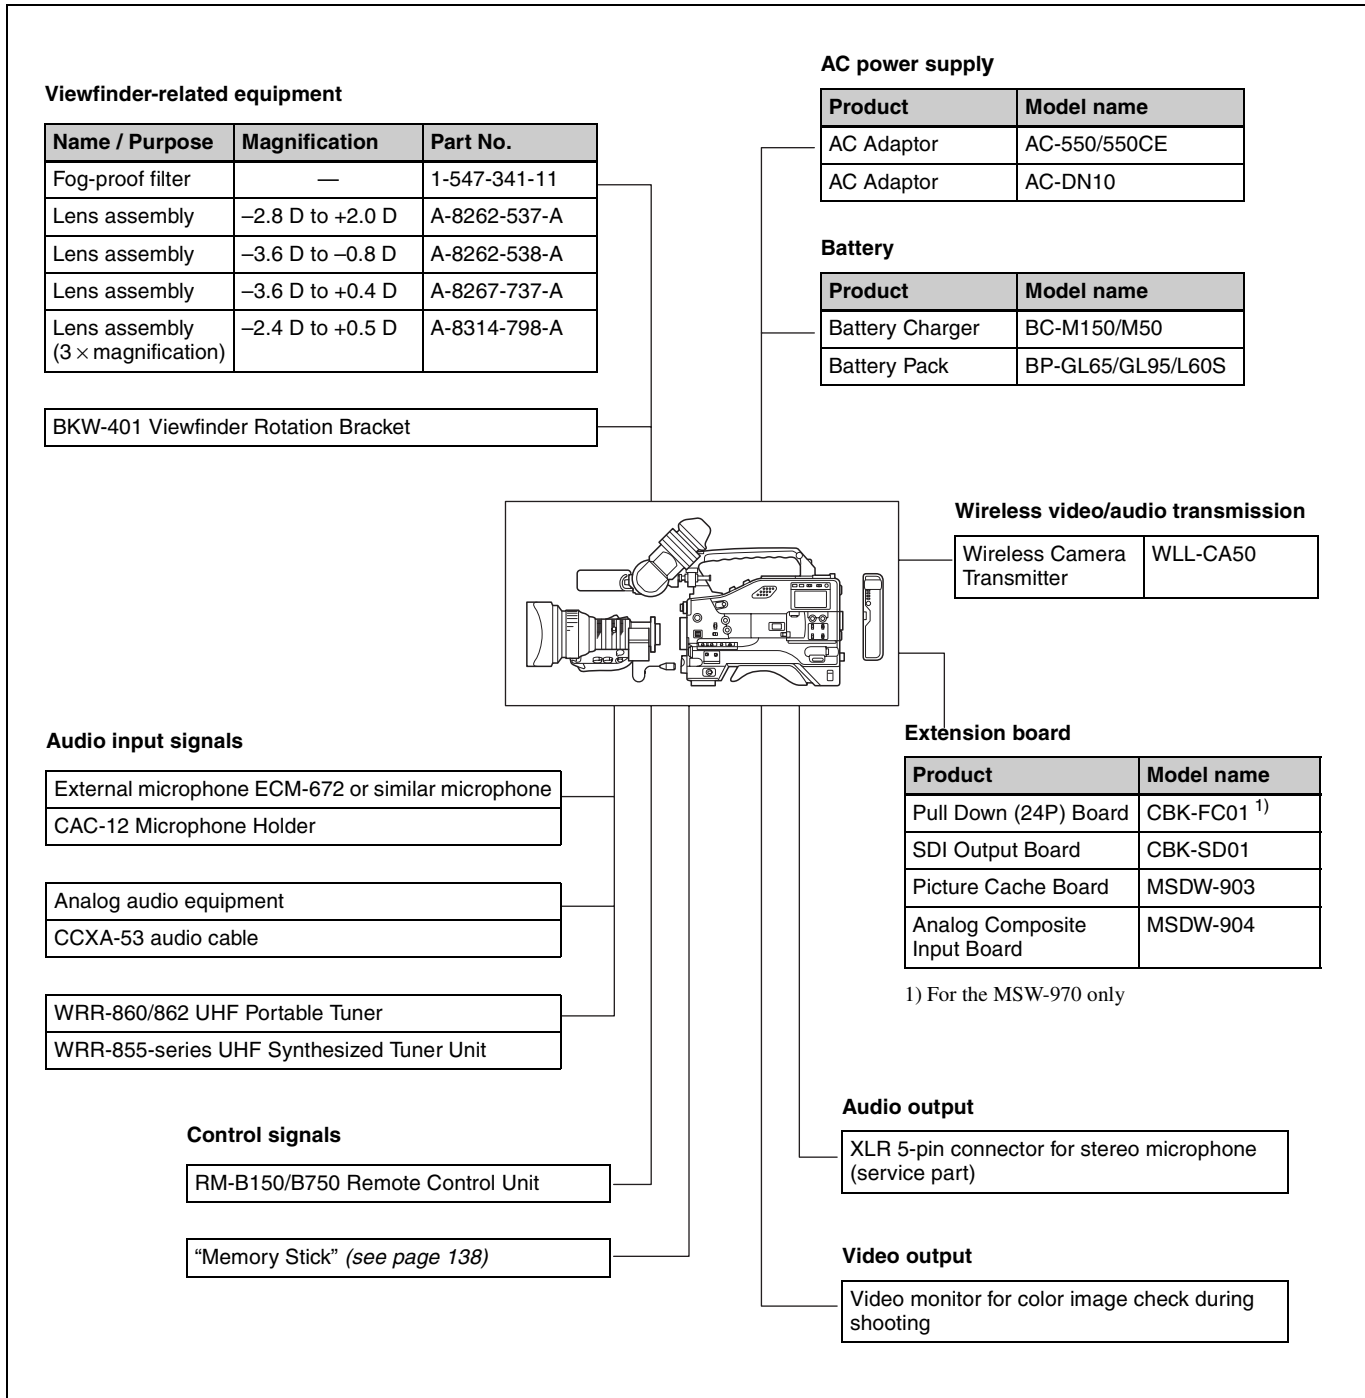 Viewfinder-related equipment
Name / Purpose Magnification Part No.
Fog-proof filter — 1-547-341-11
Lens assembly –2.8 D to +2.0 D A-8262-537-A
Lens assembly –3.6 D to –0.8 D A-8262-538-A
Lens assembly –3.6 D to +0.4 D A-8267-737-A
Lens assembly –2.4 D to +0.5 D A-8314-798-A
(3 × magnification)
BKW-401 Viewfinder Rotation Bracket
AC power supply
Product Model name
AC Adaptor AC-550/550CE
AC Adaptor AC-DN10
Battery
Product Model name
Battery Charger BC-M150/M50
Battery Pack BP-GL65/GL95/L60S
Wireless video/audio transmission
Wireless Camera WLL-CA50
Transmitter
Audio input signals
External microphone ECM-672 or similar microphone
CAC-12 Microphone Holder
Analog audio equipment
CCXA-53 audio cable
WRR-860/862 UHF Portable Tuner
WRR-855-series UHF Synthesized Tuner Unit
Extension board
Product Model name
Pull Down (24P) Board CBK-FC01 1)
SDI Output Board CBK-SD01
Picture Cache Board MSDW-903
Analog Composite MSDW-904
Input Board
1) For the MSW-970 only
Control signals
RM-B150/B750 Remote Control Unit
“Memory Stick” (see page 138)
Audio output
XLR 5-pin connector for stereo microphone
(service part)
Video output
Video monitor for color image check during
shooting